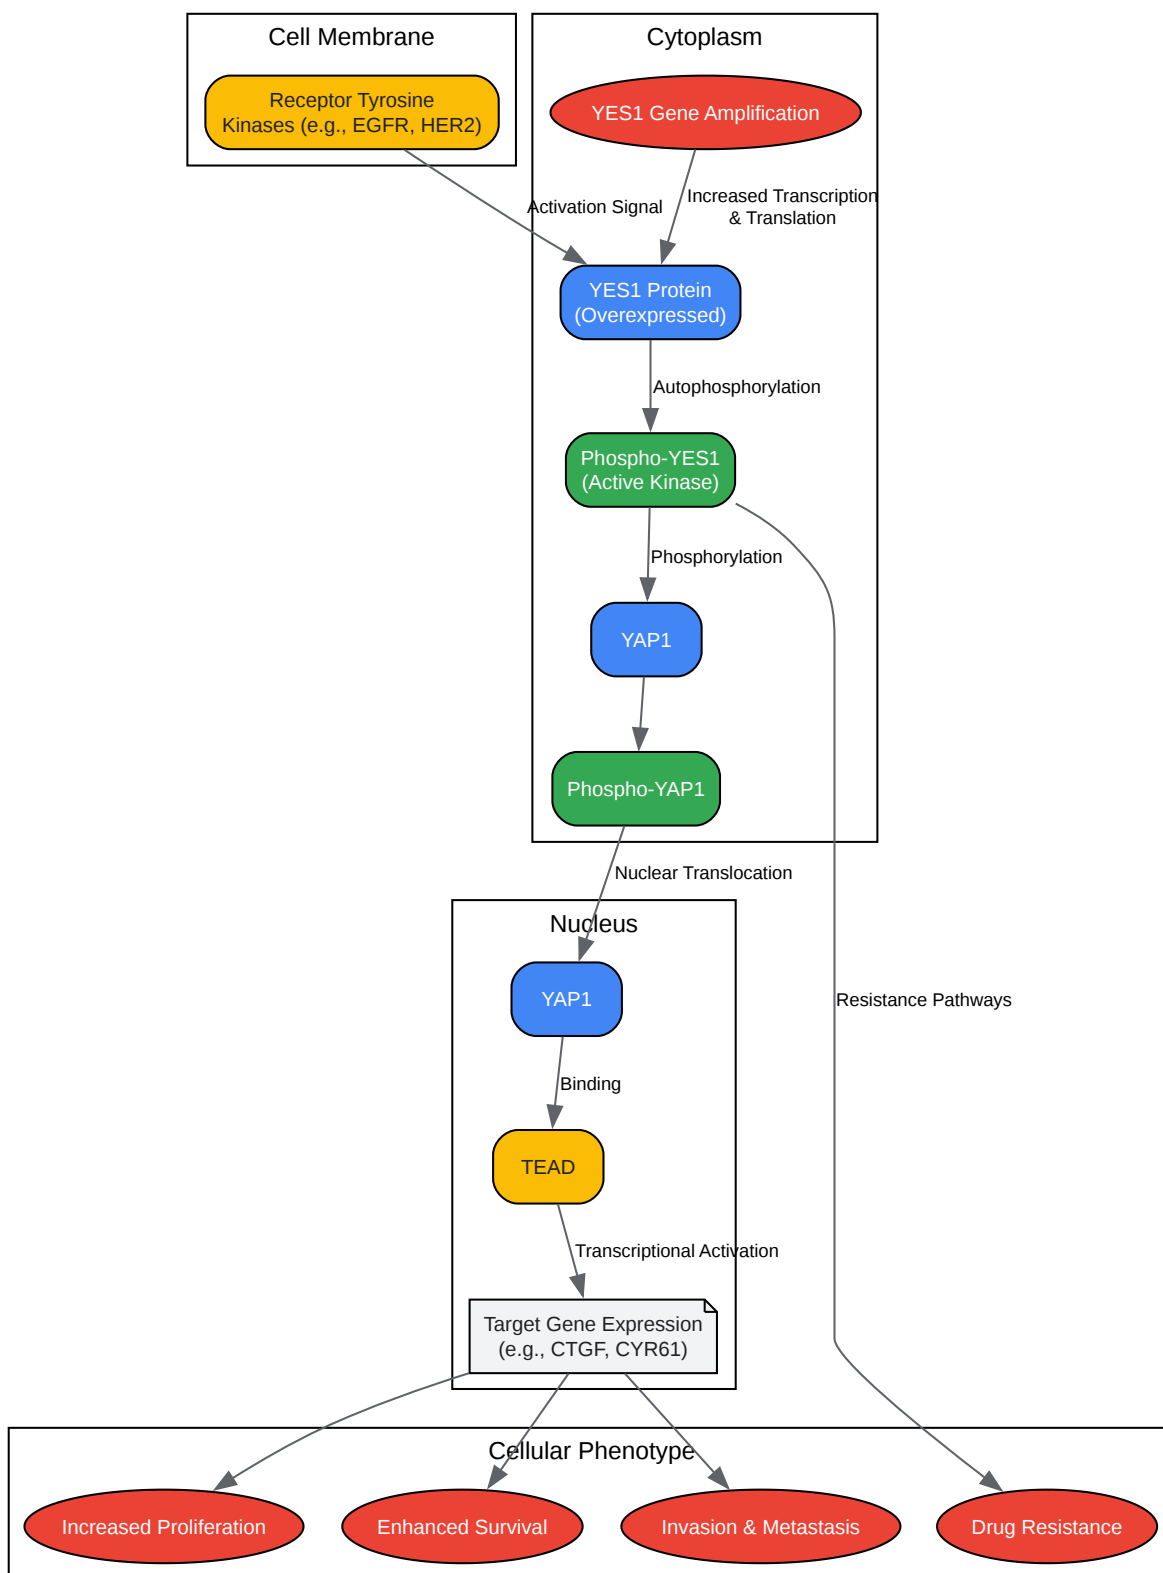 Cell Membrane
Cytoplasm
Receptor Tyrosine
Kinases (e.g., EGFR, HER2)
YES1 Gene Amplification
Activation Signal
Increased Transcription
& Translation
YES1 Protein
(Overexpressed)
Autophosphorylation
Phospho-YES1
(Active Kinase)
Phosphorylation
YAP1
Phospho-YAP1
Nuclear Translocation
Nucleus
YAP1
Resistance Pathways
Binding
TEAD
Transcriptional Activation
Target Gene Expression
(e.g., CTGF, CYR61)
Cellular Phenotype
Increased Proliferation
Enhanced Survival
Invasion & Metastasis
Drug Resistance